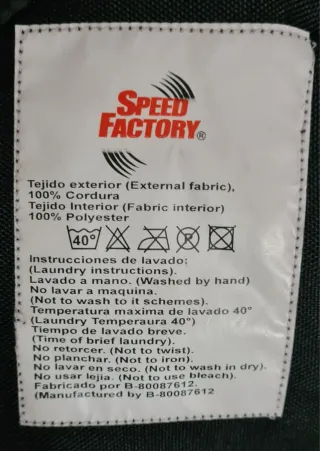 SPEED
FACTORY®
Tejido exterior (External fabric),
100% Cordura
Tejido Interior (Fabric interior)
100% Polyester
40°
Instrucciones de lavado:
(Laundry instructions).
Lavado a mano. (Washed by hand)
No lavar a maquina.
(Not to wash to it schemes).
Temperatura maxima de lavado 40"
(Laundry Temperaura 40")
Tiempo de lavado breve.
(Time of brief laundry).
No retorcer. (Not to twist).
No planchar. (Not to iron).
No lavar en seco. (Not to wash in dry).
No usar lejia. (Not to use bleach).
Fabricado por B-80087612.
(Manufactured by B-80087612